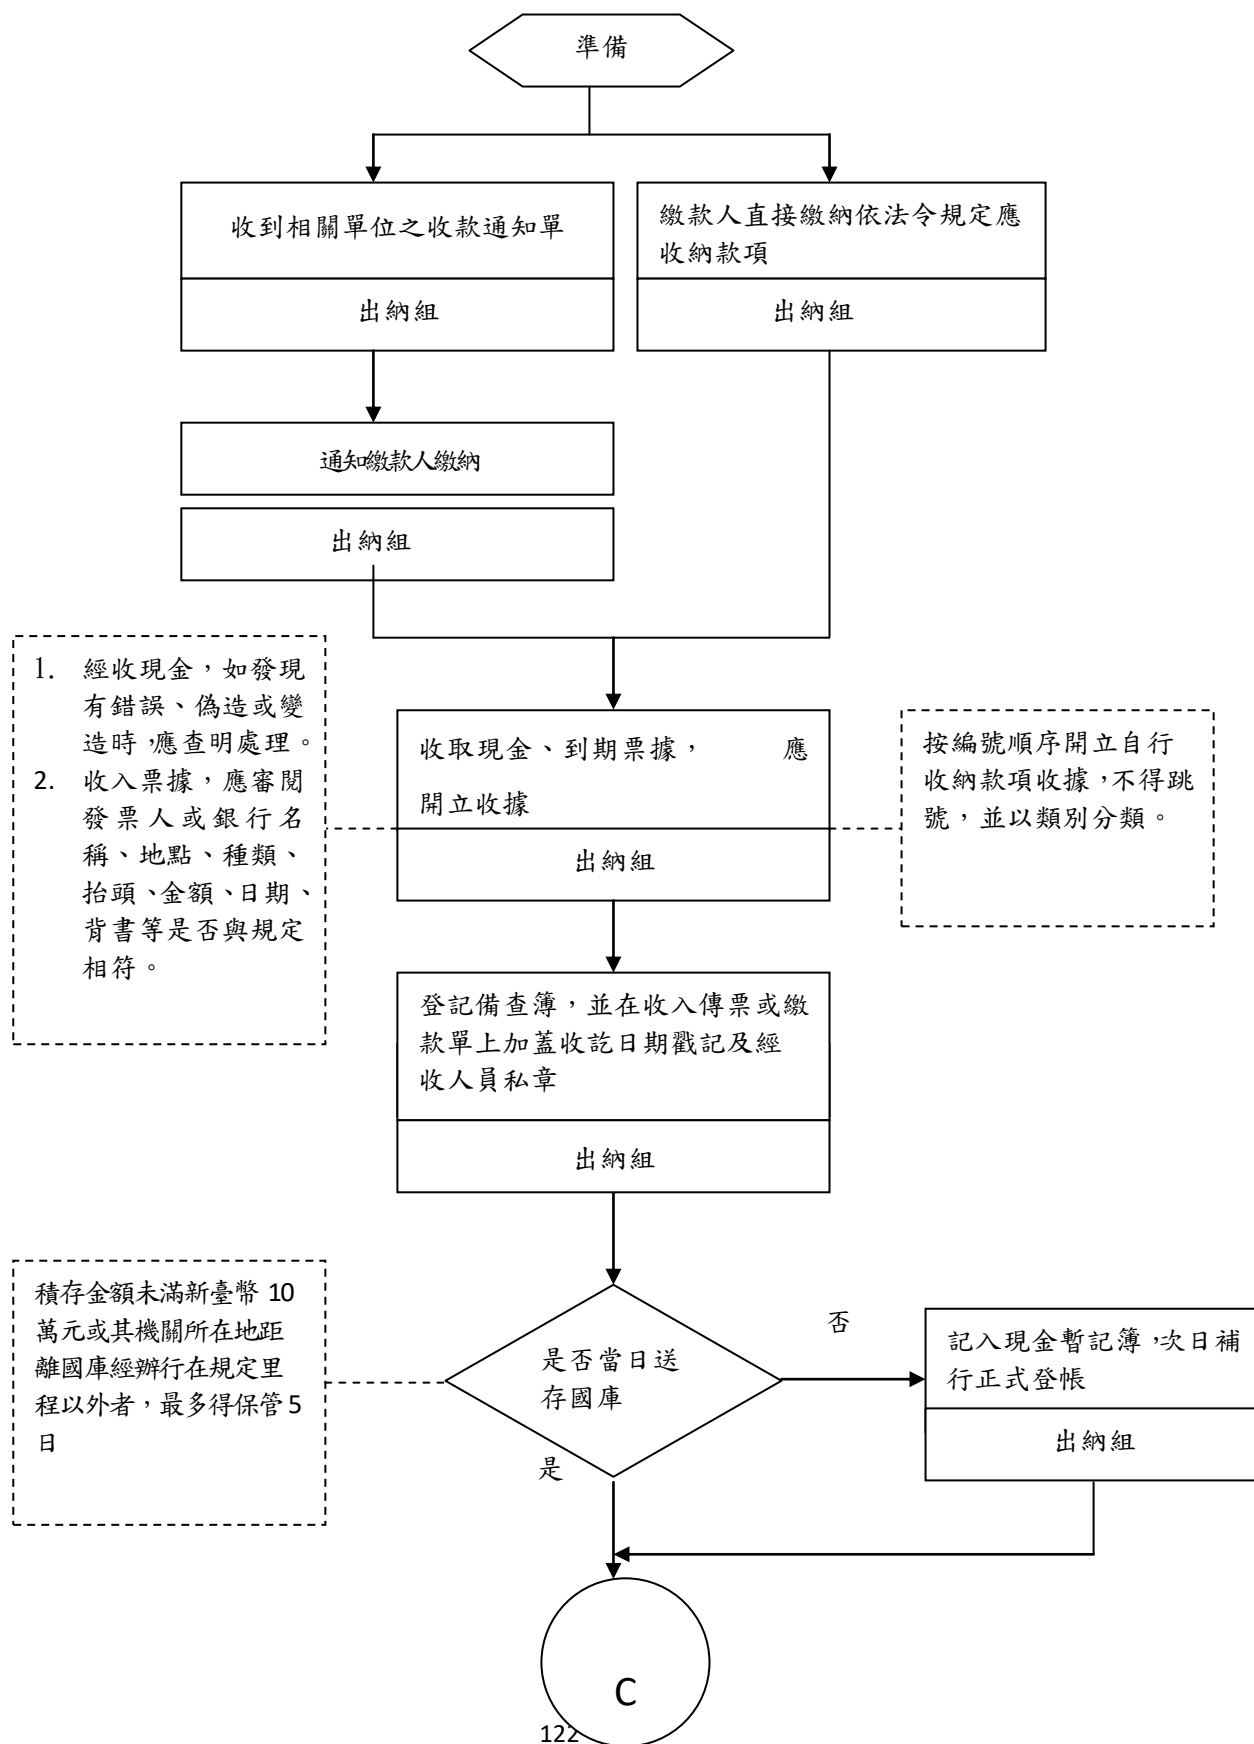 準備
收到相關單位之收款通知單
出納組
繳款人直接繳納依法令規定應
收納款項
出納組
通知繳款人繳納
出納組
1. 經收現金，如發現
有錯誤、偽造或變
造時，應查明處理。
2. 收入票據，應審閱
發票人或銀行名
稱、地點、種類、
抬頭、金額、日期、
背書等是否與規定
相符。
收取現金、到期票據， 應
開立收據
出納組
按編號順序開立自行
收納款項收據，不得跳
號，並以類別分類。
登記備查簿，並在收入傳票或繳
款單上加蓋收訖日期戳記及經
收人員私章
出納組
積存金額未滿新臺幣 10
萬元或其機關所在地距
離國庫經辦行在規定里
程以外者，最多得保管 5
日
是否當日送
存國庫
否
記入現金暫記簿，次日補
行正式登帳
出納組
是
C
122